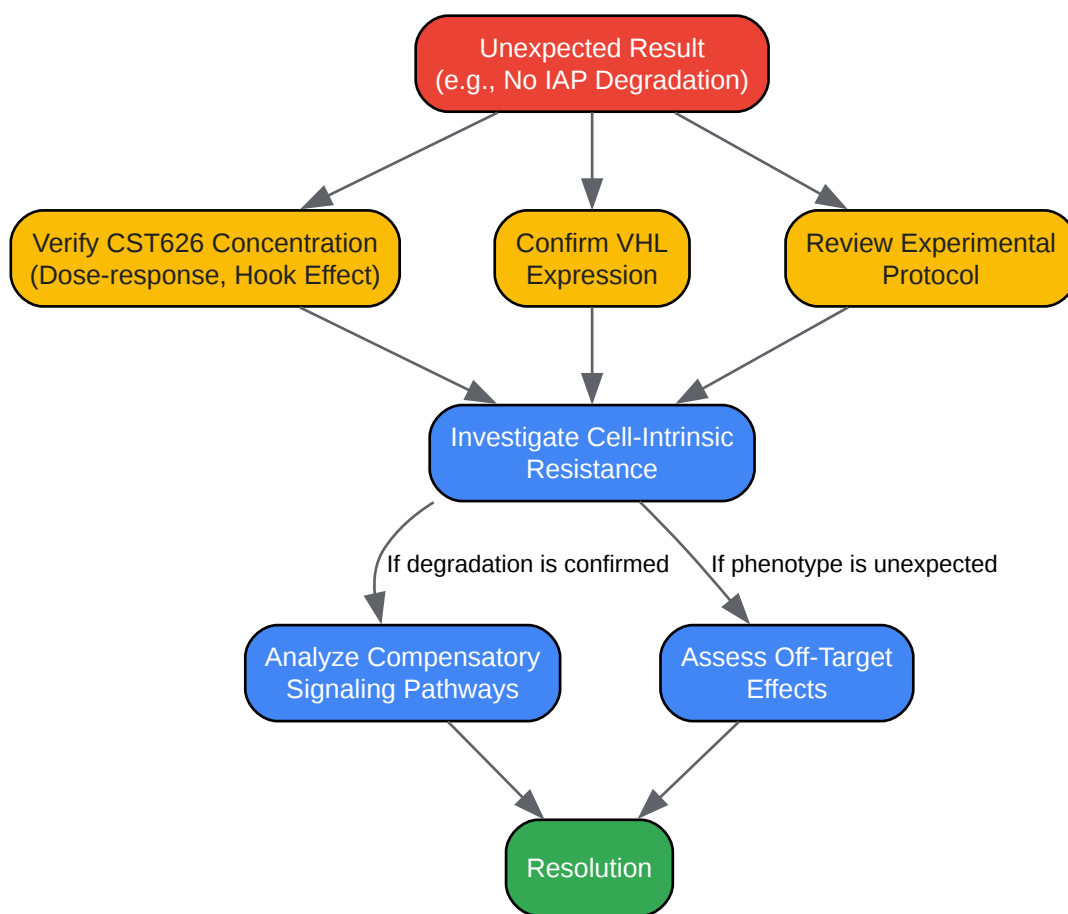 Unexpected Result
(e.g., No IAP Degradation)
Verify CST626 Concentration
(Dose-response, Hook Effect)
Confirm VHL
Expression
Review Experimental
Protocol
Investigate Cell-Intrinsic
Resistance
If degradation is confirmed
If phenotype is unexpected
Analyze Compensatory
Signaling Pathways
Assess Off-Target
Effects
Resolution